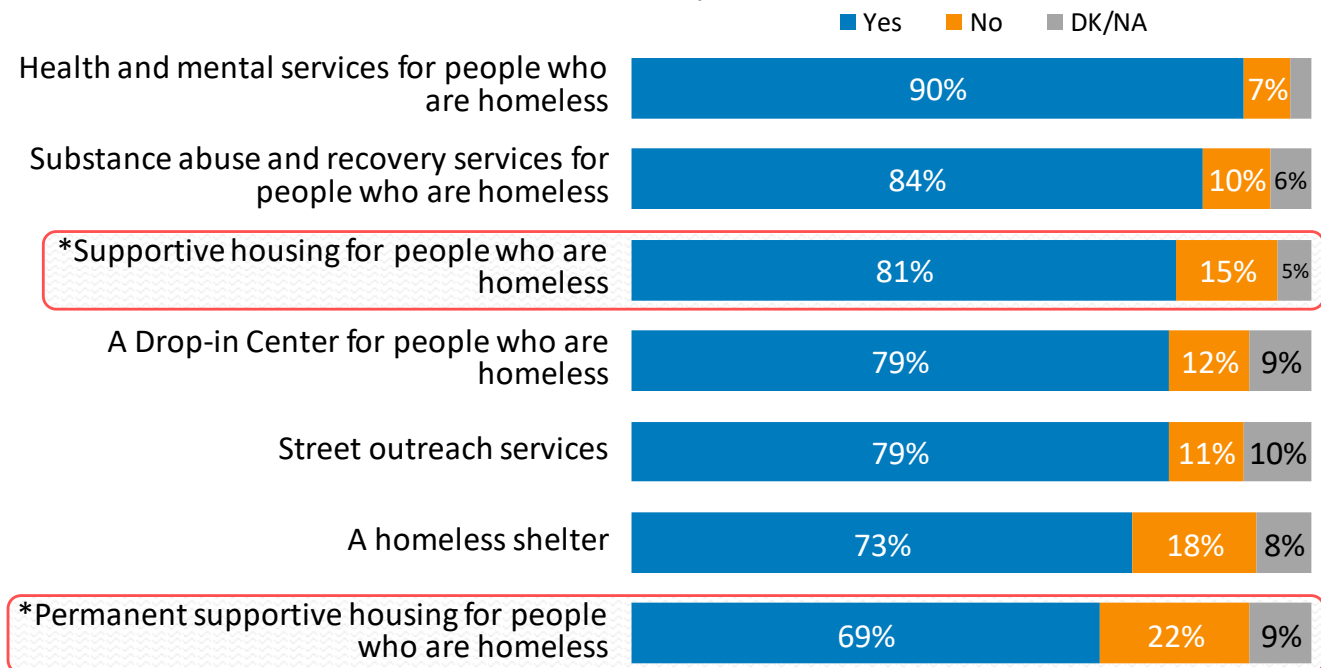 Yes No DK/NA
Health and mental services for people who
are homeless
90% 7%
Substance abuse and recovery services for
people who are homeless
84% 10% 6%
*Supportive housing for people who are
homeless
81% 15% 5%
A Drop-in Center for people who are
homeless
79% 12% 9%
Street outreach services
79% 11% 10%
A homeless shelter
73% 18% 8%
*Permanent supportive housing for people
who are homeless
69% 22% 9%